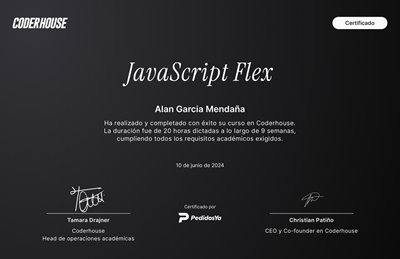 CODERHOUSE
Certificado
JavaScript Flex
Alan Garcia Mendaña
Ha realizado y completado con éxito su curso en Coderhouse.
La duración fue de 20 horas dictadas a lo largo de 9 semanas,
cumpliendo todos los requisitos académicos exigidos.
10 de junio de 2024
Tamara Drajner
Coderhouse
Head de operaciones académicas
Certificado por
PedidosYa
Christian Patiño
CEO y Co-founder en Coderhouse